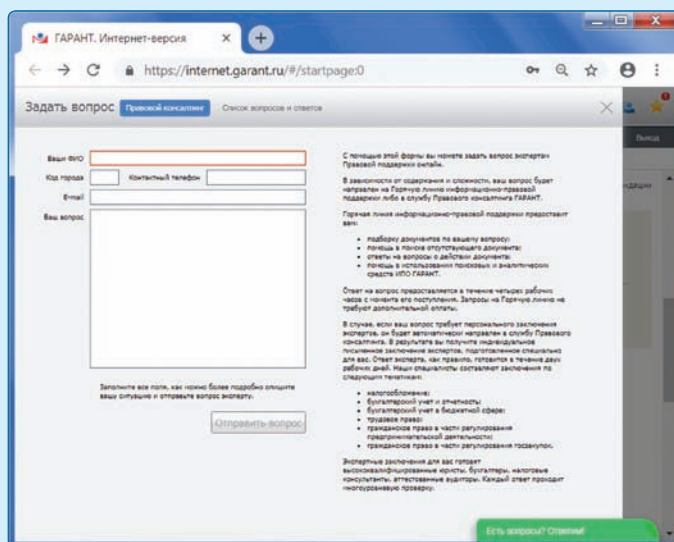 ГАРАНТ. Интернет-версия
https://internet.garant.ru/#/startpage:0
Задать вопрос Правовой консалтинг Список вопросов и ответов
Выход
Ваши ФИО
Код города Контактный телефон
E-mail
Ваш вопрос
Заполните все поля, как можно более подробно опишите
вашу ситуацию и отправьте вопрос эксперту.
Отправить вопрос
С помощью этой формы вы можете задать вопрос экспертам
Правовой поддержки онлайн.
В зависимости от содержания и сложности, ваш вопрос будет
направлен на Горячую линию информационно-правовой
поддержки либо в службу Правового консалтинга ГАРАНТ.
Горячая линия информационно-правовой поддержки предоставит
вам:
• подборку документов по вашему вопросу;
• помощь в поиске отсутствующего документа;
• ответы на вопросы о действии документа;
• помощь в использовании поисковых и аналитических
средств ИПО ГАРАНТ.
Ответ на вопрос предоставляется в течение четырех рабочих
часов с момента его поступления. Запросы на Горячую линию не
требуют дополнительной оплаты.
В случае, если ваш вопрос требует персонального заключения
экспертов, он будет автоматически направлен в службу Правового
консалтинга. В результате вы получите индивидуальное
письменное заключение экспертов, подготовленное специально
для вас. Ответ эксперта, как правило, готовится в течение двух
рабочих дней. Наши специалисты составляют заключения по
следующим тематикам:
• налогообложение;
• бухгалтерский учет и отчетность;
• бухгалтерский учет в бюджетной сфере;
• трудовое право;
• гражданское право в части регулирования
предпринимательской деятельности;
• гражданское право в части регулирования госзакупок.
Экспертные заключения для вас готовят
высококвалифицированные юристы, бухгалтеры, налоговые
консультанты, аттестованные аудиторы. Каждый ответ проходит
многоуровневую проверку.
Есть вопросы? Ответим!